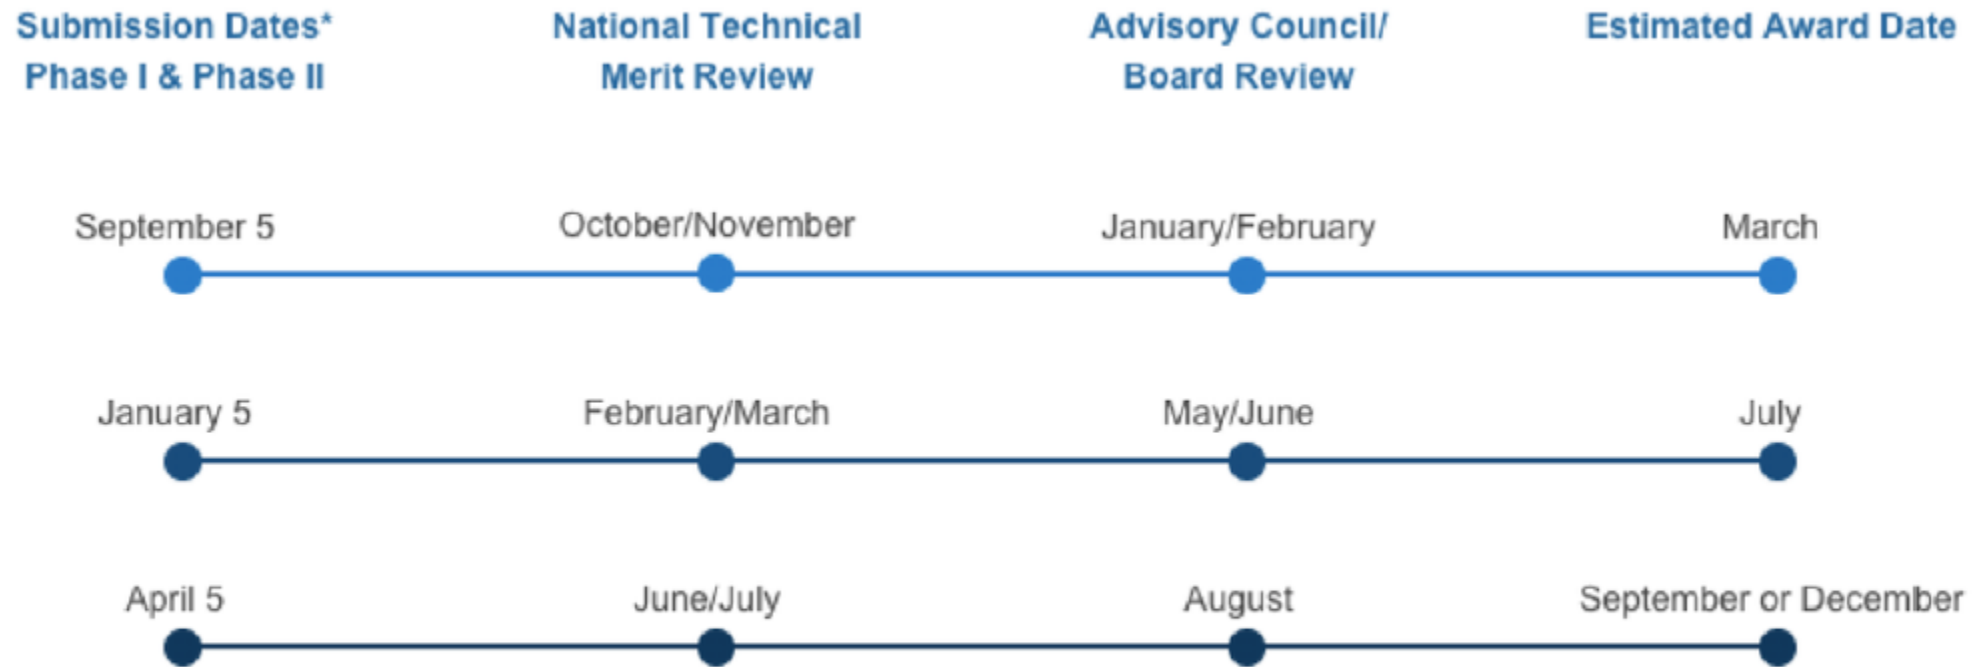 Submission Dates*
Phase I & Phase II
National Technical
Merit Review
Advisory Council/
Board Review
Estimated Award Date
September 5
October/November
January/February
March
January 5
February/March
May/June
July
April 5
June/July
August
September or December